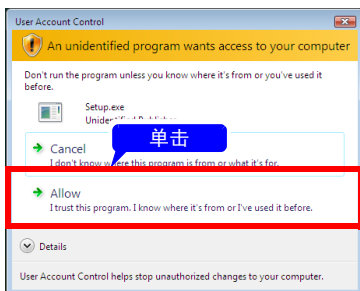 User Account Control
An unidentified program wants access to your computer
Don't run the program unless you know where it's from or you've used it
before.
Setup.exe
Unidentified Publisher
单击
Cancel
I don't know where this program is from or what it's for.
Allow
I trust this program. I know where it's from or I've used it before.
Details
User Account Control helps stop unauthorized changes to your computer.